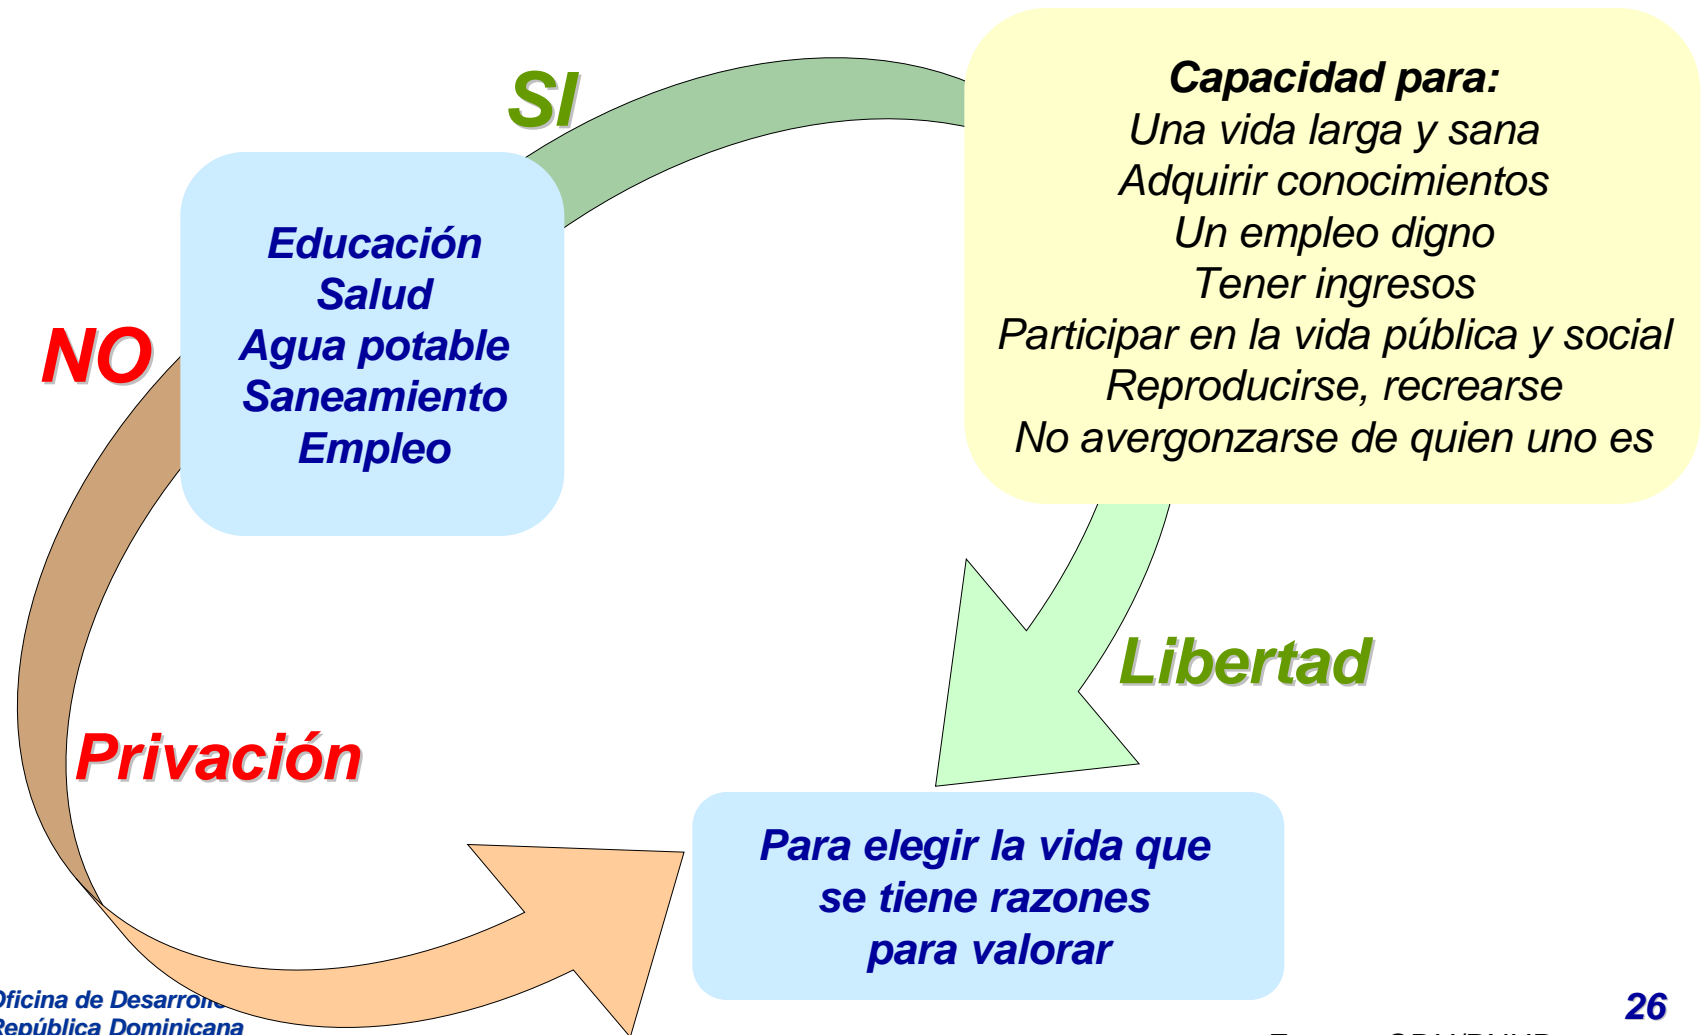 SI
Capacidad para:
Una vida larga y sana
Adquirir conocimientos
Un empleo digno
Tener ingresos
Participar en la vida pública y social
Reproducirse, recrearse
No avergonzarse de quien uno es
NO
Educación
Salud
Agua potable
Saneamiento
Empleo
Libertad
Privación
Para elegir la vida que
se tiene razones
para valorar
Oficina de
República Dominicana
26